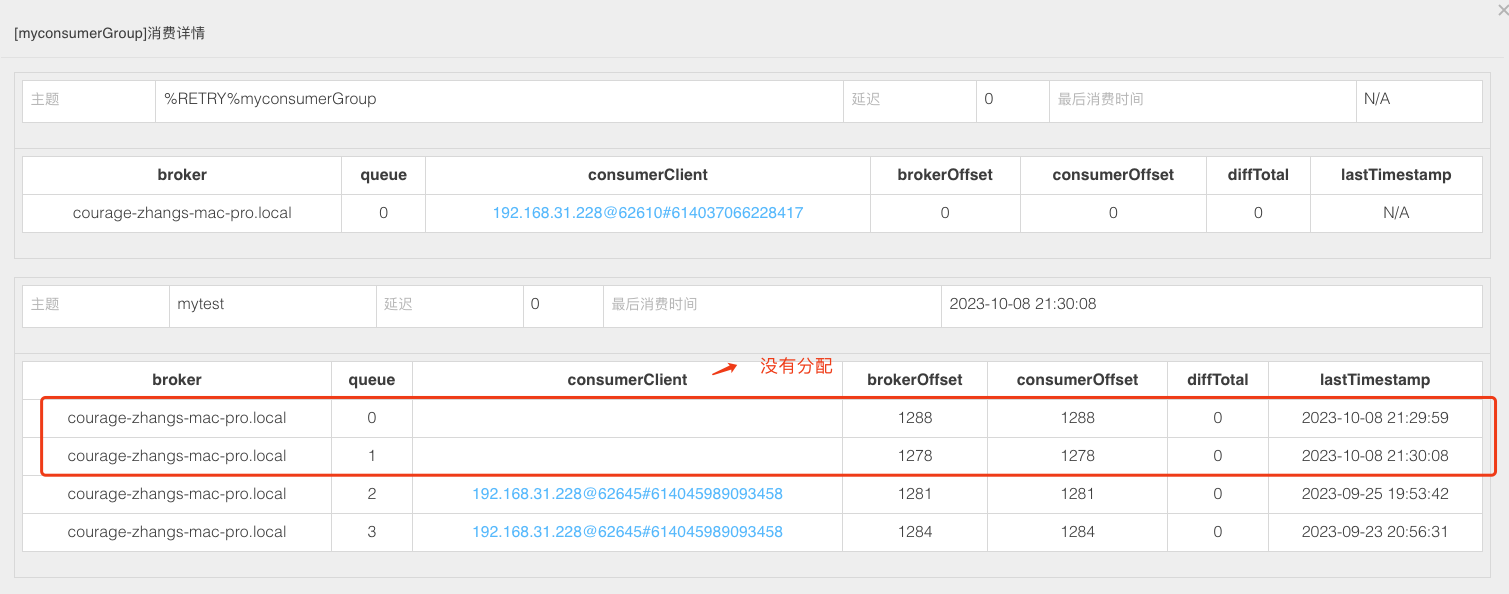 [myconsumerGroup]消费详情
主题 %RETRY%myconsumerGroup 延迟 0 最后消费时间 N/A
broker queue consumerClient brokerOffset consumerOffset diffTotal lastTimestamp
courage-zhangs-mac-pro.local 0 192.168.31.228@62610#614037066228417 0 0 0 N/A
主题 mytest 延迟 0 最后消费时间 2023-10-08 21:30:08
没有分配
broker queue consumerClient brokerOffset consumerOffset diffTotal lastTimestamp
courage-zhangs-mac-pro.local 0 1288 1288 0 2023-10-08 21:29:59
courage-zhangs-mac-pro.local 1 1278 1278 0 2023-10-08 21:30:08
courage-zhangs-mac-pro.local 2 192.168.31.228@62645#614045989093458 1281 1281 0 2023-09-25 19:53:42
courage-zhangs-mac-pro.local 3 192.168.31.228@62645#614045989093458 1284 1284 0 2023-09-23 20:56:31